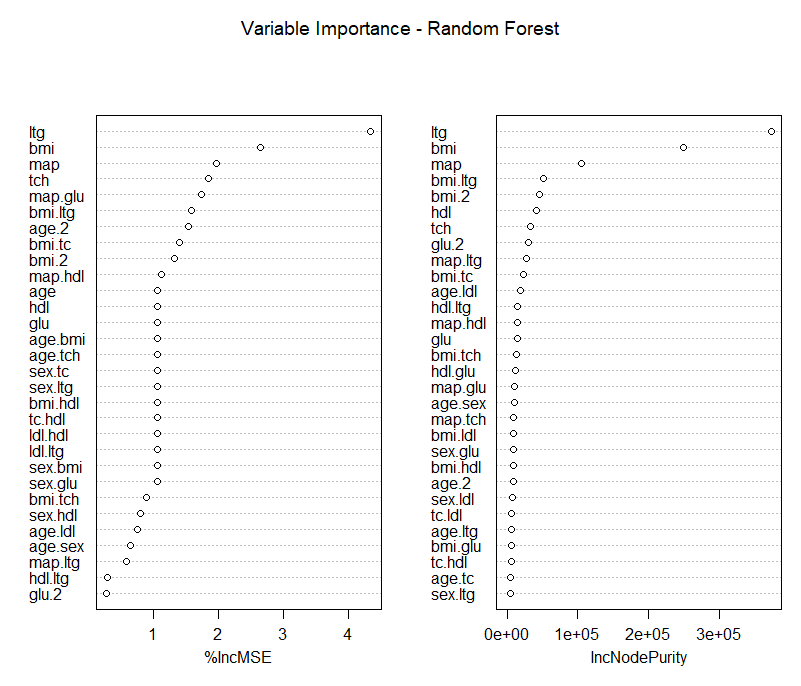 Variable Importance - Random Forest
ltg
bmi
map
tch
map.glu
bmi.ltg
age.2
bmi.tc
bmi.2
map.hdl
age
hdl
glu
age.bmi
age.tch
sex.tc
sex.ltg
bmi.hdl
tc.hdl
ldl.hdl
ldl.ltg
sex.bmi
sex.glu
bmi.tch
sex.hdl
age.ldl
age.sex
map.ltg
hdl.ltg
glu.2
1 2 3 4
%IncMSE
ltg
bmi
map
bmi.ltg
bmi.2
hdl
tch
glu.2
map.ltg
bmi.tc
age.ldl
hdl.ltg
map.hdl
glu
bmi.tch
hdl.glu
map.glu
age.sex
map.tch
bmi.ldl
sex.glu
bmi.hdl
age.2
sex.ldl
tc.ldl
age.ltg
bmi.glu
tc.hdl
age.tc
sex.ltg
0e+00 1e+05 2e+05 3e+05
IncNodePurity